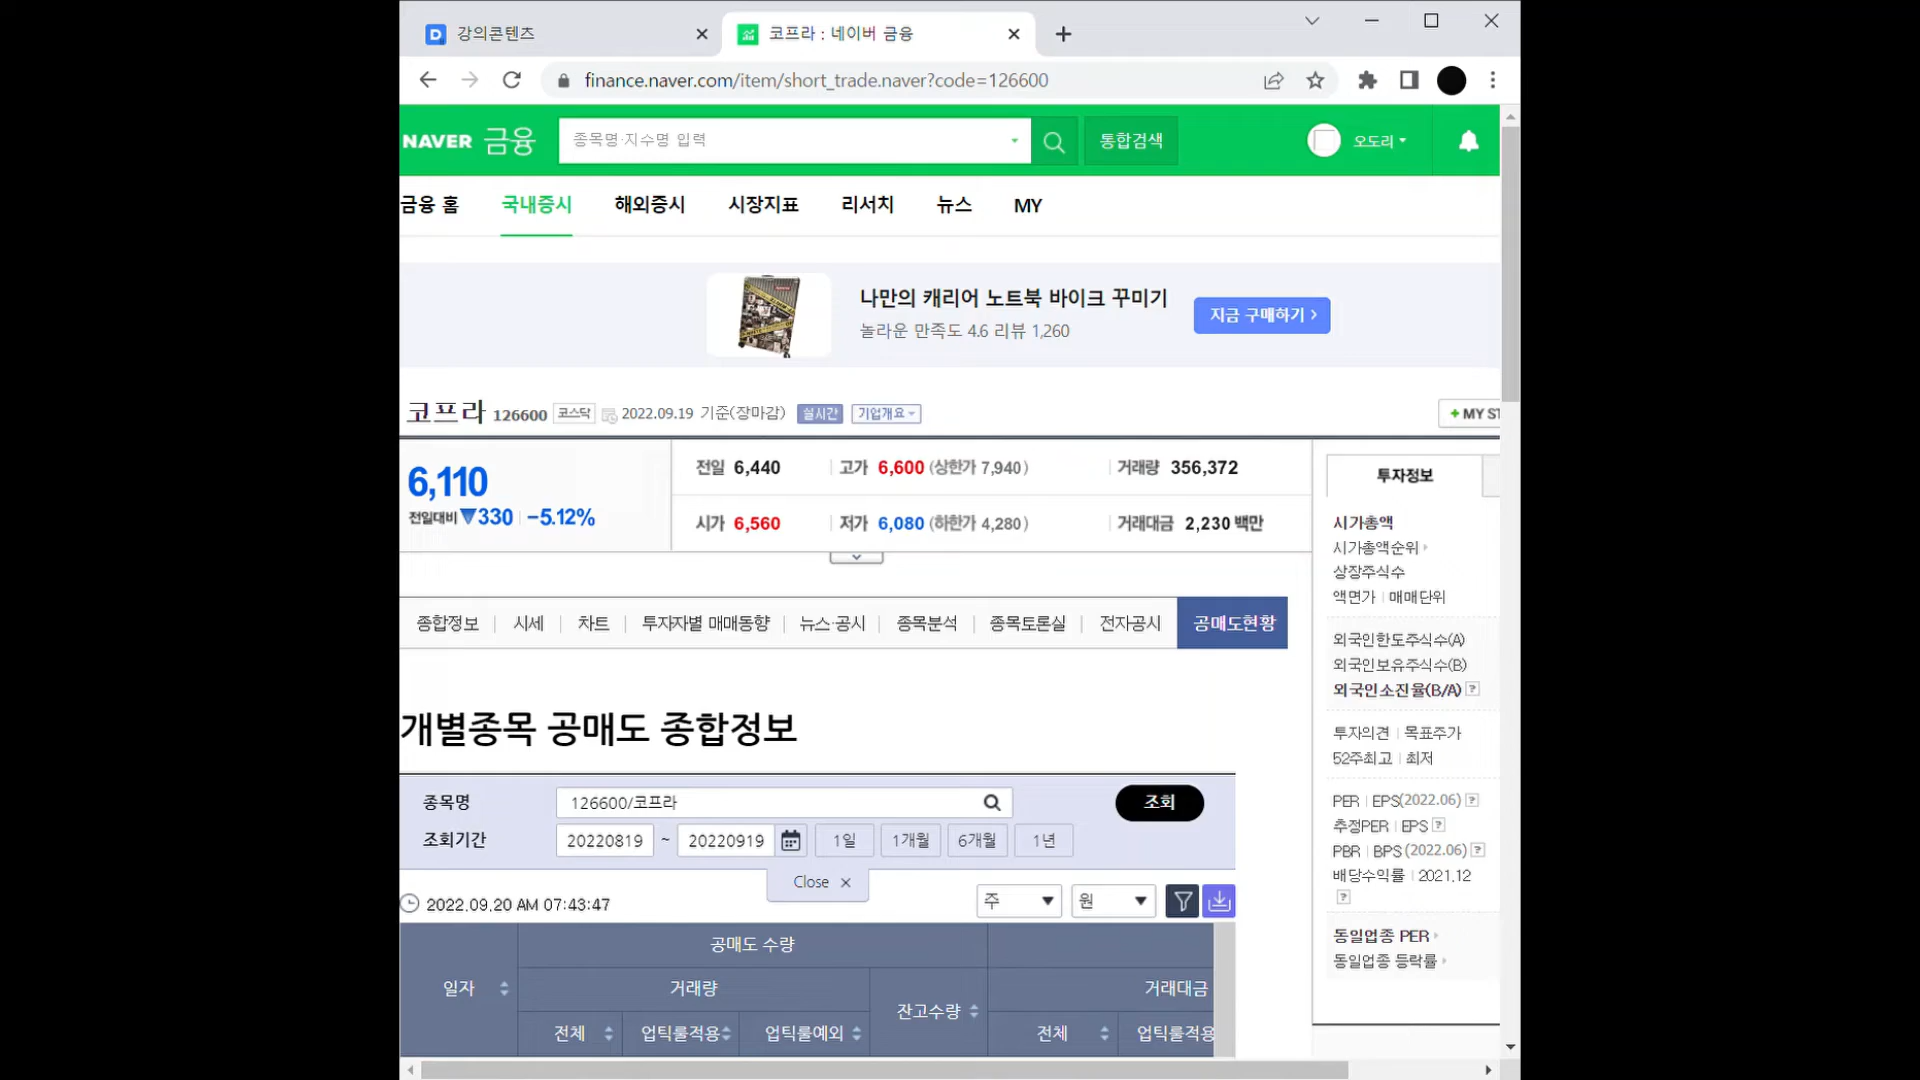 강의콘텐츠
코프라 : 네이버 금융
finance.naver.com/item/short_trade.naver?code=126600
NAVER 금융
종목명·지수명 입력
통합검색
오도리
금융 홈 국내증시 해외증시 시장지표 리서치 뉴스 MY
나만의 캐리어 노트북 바이크 꾸미기
놀라운 만족도 4.6 리뷰 1,260
지금 구매하기 >
코프라 126600 코스닥 2022.09.19 기준(장마감) 실시간 기업개요
+ MY ST
6,110
전일대비 ▼330 -5.12%
전일 6,440 고가 6,600 (상한가 7,940) 거래량 356,372
시가 6,560 저가 6,080 (하한가 4,280) 거래대금 2,230 백만
종합정보 시세 차트 투자자별 매매동향 뉴스·공시 종목분석 종목토론실 전자공시 공매도현황
개별종목 공매도 종합정보
종목명 126600/코프라 조회
조회기간 20220819 ~ 20220919 1일 1개월 6개월 1년
Close ×
2022.09.20 AM 07:43:47 주 ▼ 원 ▼
일자
공매도 수량
거래량
잔고수량
거래대금
전체 업틱룰적용 업틱룰예외 전체 업틱룰적용
투자정보
시가총액
시가총액순위
상장주식수
액면가 | 매매단위
외국인한도주식수(A)
외국인보유주식수(B)
외국인소진율(B/A) ?
투자의견 | 목표주가
52주최고 | 최저
PER | EPS(2022.06) ?
추정PER | EPS ?
PBR | BPS (2022.06) ?
배당수익률 | 2021.12
?
동일업종 PER
동일업종 등락률